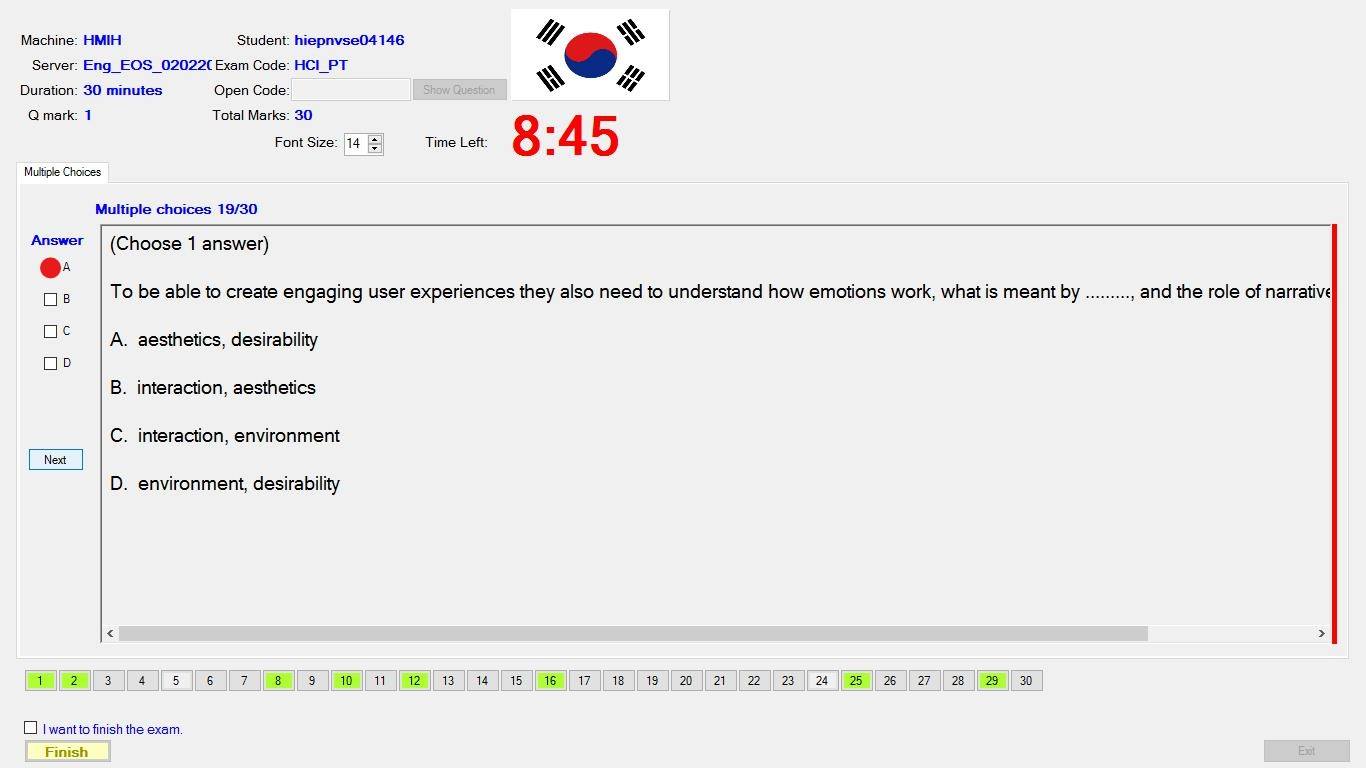 Machine: HMIH Student: hiepnvse04146
Server: Eng_EOS_020220 Exam Code: HCI_PT
Duration: 30 minutes Open Code: Show Question
Q mark: 1 Total Marks: 30
Font Size: 14 Time Left: 8:45
Multiple Choices
Multiple choices 19/30
Answer
(Choose 1 answer)
A
To be able to create engaging user experiences they also need to understand how emotions work, what is meant by ........., and the role of narrative
B
C
A. aesthetics, desirability
D
B. interaction, aesthetics
C. interaction, environment
Next
D. environment, desirability
1 2 3 4 5 6 7 8 9 10 11 12 13 14 15 16 17 18 19 20 21 22 23 24 25 26 27 28 29 30
I want to finish the exam.
Finish Exit